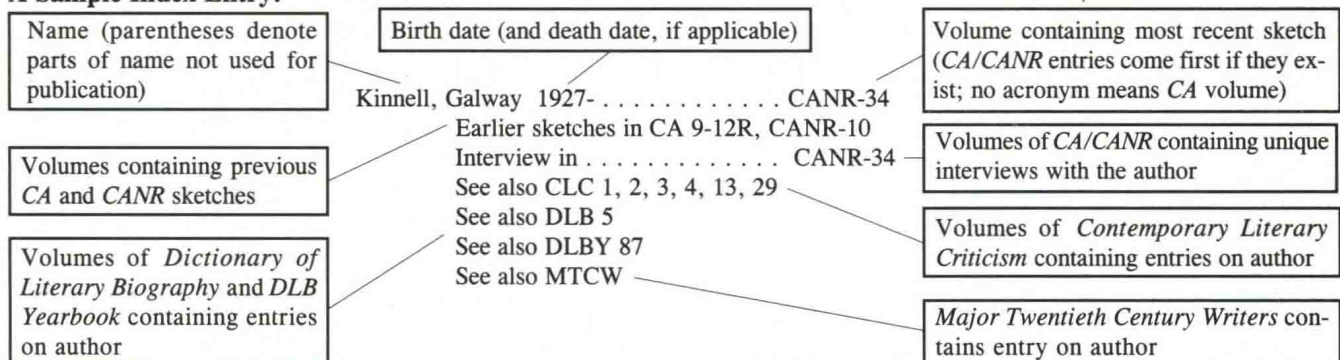 A Sample Index Entry:
Name (parentheses denote
parts of name not used for
publication)
Birth date (and death date, if applicable)
Volume containing most recent sketch
(CA/CANR entries come first if they ex-
ist; no acronym means CA volume)
Kinnell, Galway 1927- . . . . . . . . . . . . . CANR-34
Earlier sketches in CA 9-12R, CANR-10
Interview in . . . . . . . . . . . . . CANR-34
See also CLC 1, 2, 3, 4, 13, 29
See also DLB 5
See also DLBY 87
See also MTCW
Volumes containing previous
CA and CANR sketches
Volumes of CA/CANR containing unique
interviews with the author
Volumes of Dictionary of
Literary Biography and DLB
Yearbook containing entries
on author
Volumes of Contemporary Literary
Criticism containing entries on author
Major Twentieth Century Writers con-
tains entry on author